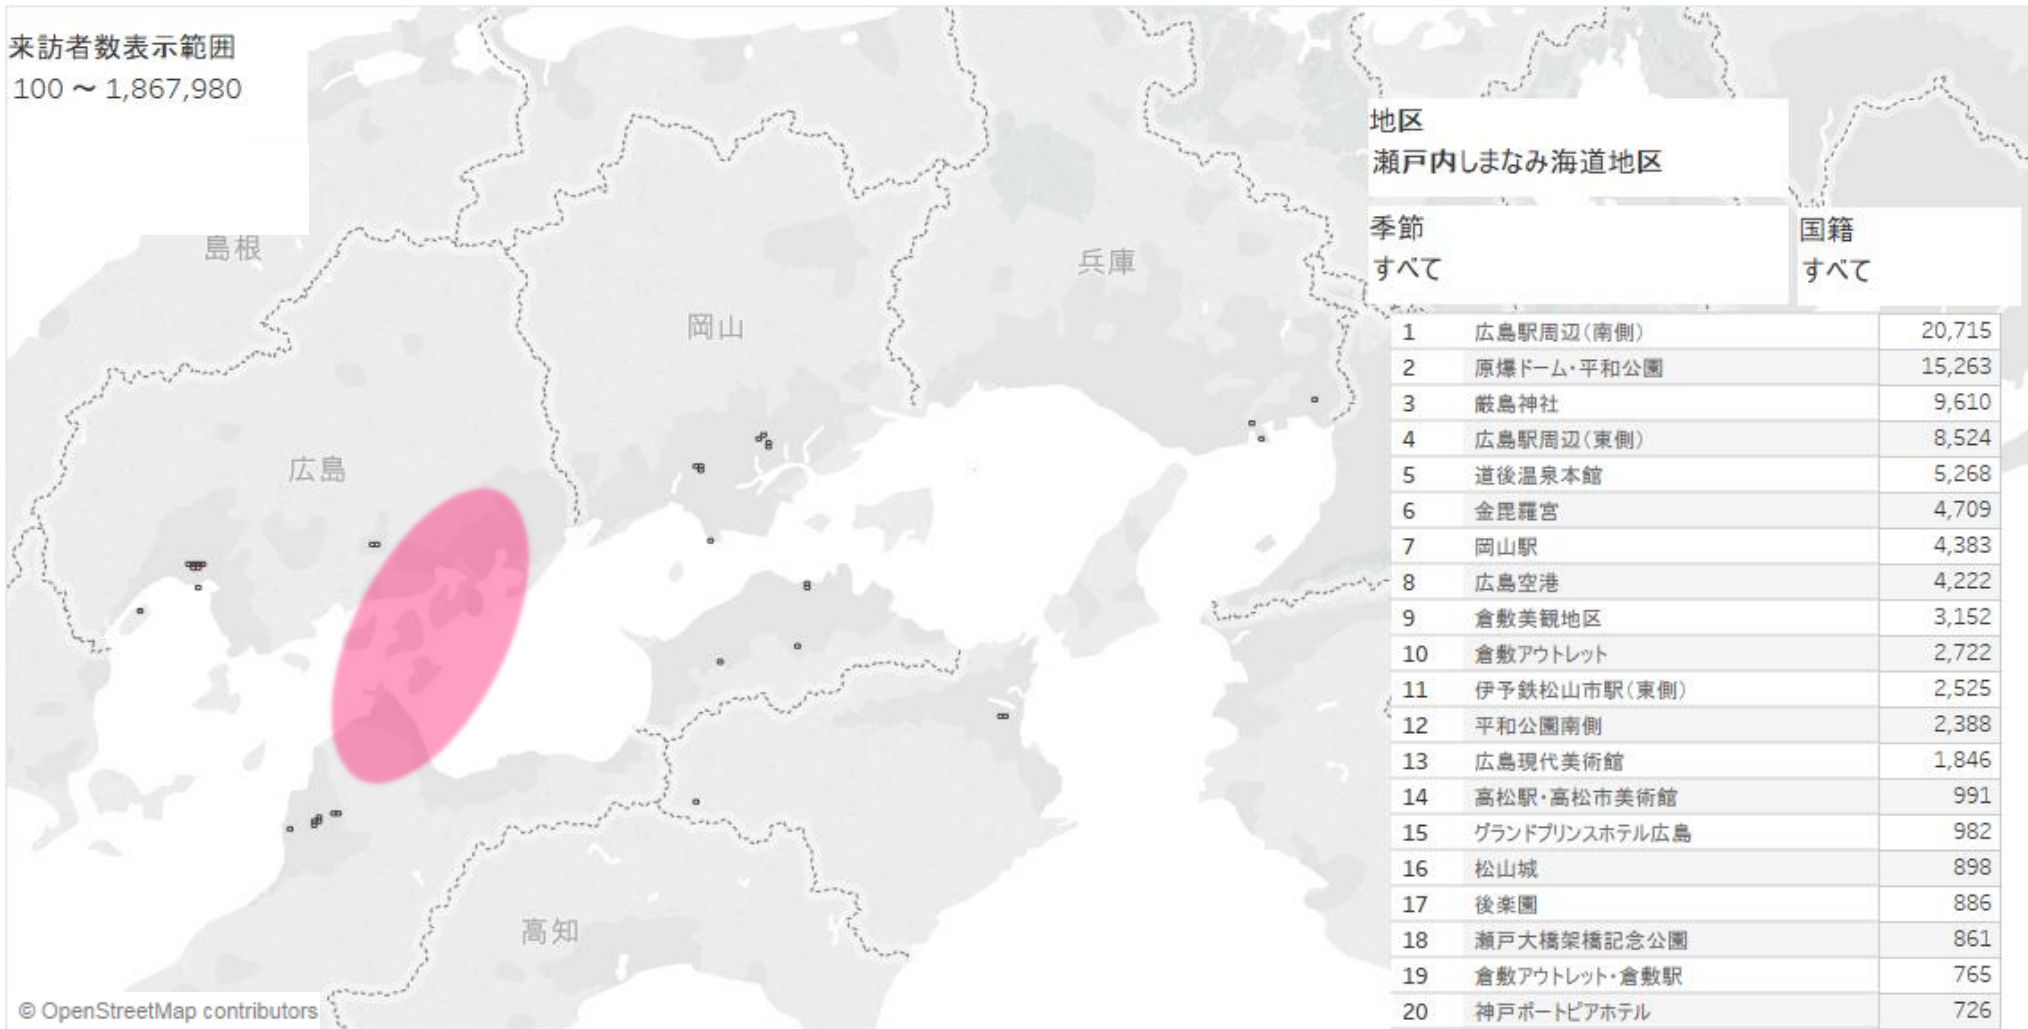 来訪者数表示範囲
100 ～ 1,867,980
地区
瀬戸内しまなみ海道地区
季節
すべて
国籍
すべて
島根
兵庫
岡山
広島
高知
1 広島駅周辺(南側) 20,715
2 原爆ドーム・平和公園 15,263
3 厳島神社 9,610
4 広島駅周辺(東側) 8,524
5 道後温泉本館 5,268
6 金毘羅宮 4,709
7 岡山駅 4,383
8 広島空港 4,222
9 倉敷美観地区 3,152
10 倉敷アウトレット 2,722
11 伊予鉄松山市駅(東側) 2,525
12 平和公園南側 2,388
13 広島現代美術館 1,846
14 高松駅・高松市美術館 991
15 グランドプリンスホテル広島 982
16 松山城 898
17 後楽園 886
18 瀬戸大橋架橋記念公園 861
19 倉敷アウトレット・倉敷駅 765
20 神戸ポートピアホテル 726
© OpenStreetMap contributors